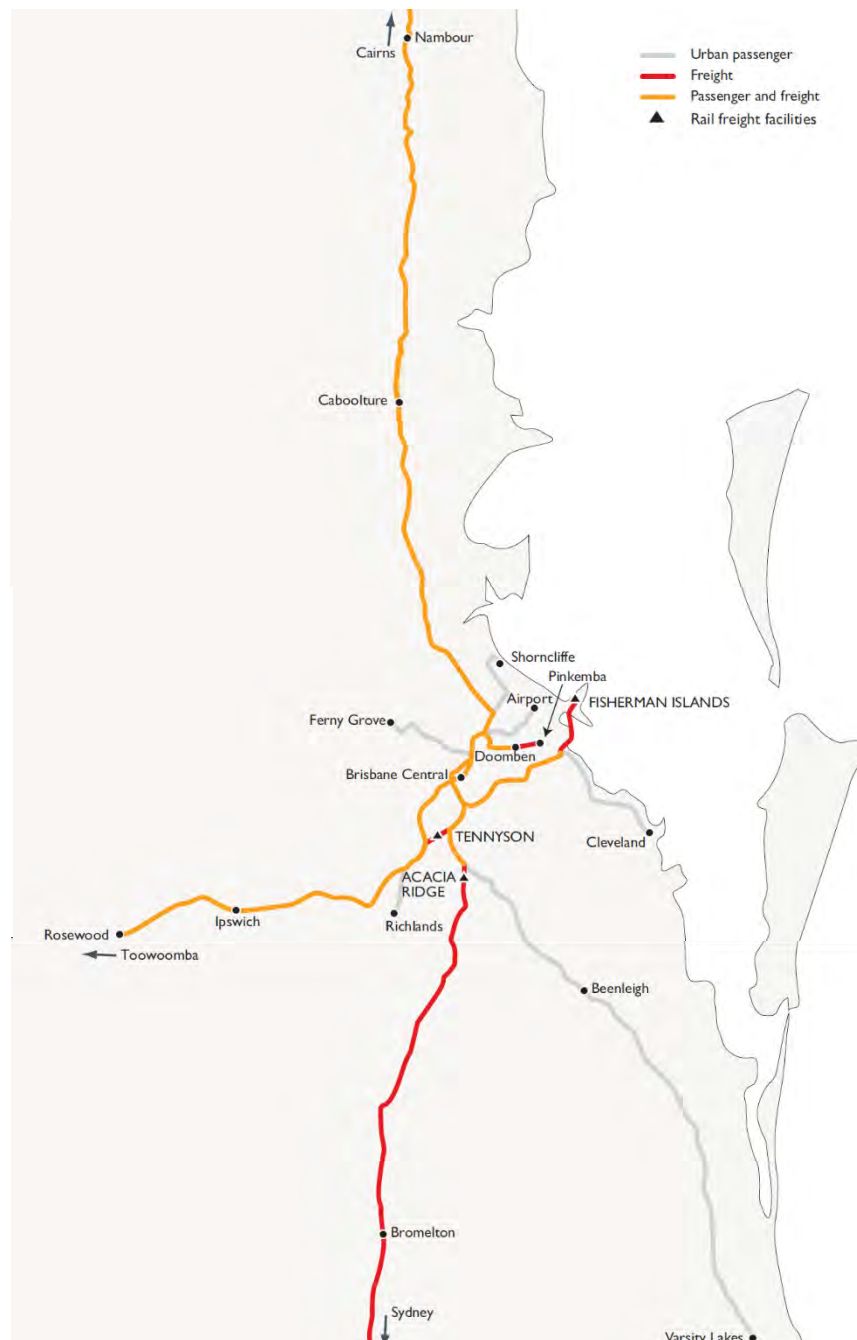 Nambour
Cairns
Urban passenger
Freight
Passenger and freight
Rail freight facilities
Caboolture
Shorncliffe
Pinkemba
Airport
FISHERMAN ISLANDS
Ferny Grove
Doomben
Brisbane Central
TENNYSON
Cleveland
ACACIA
RIDGE
Ipswich
Richlands
Rosewood
Toowoomba
Beenleigh
Bromelton
Sydney
Varsity Lakes